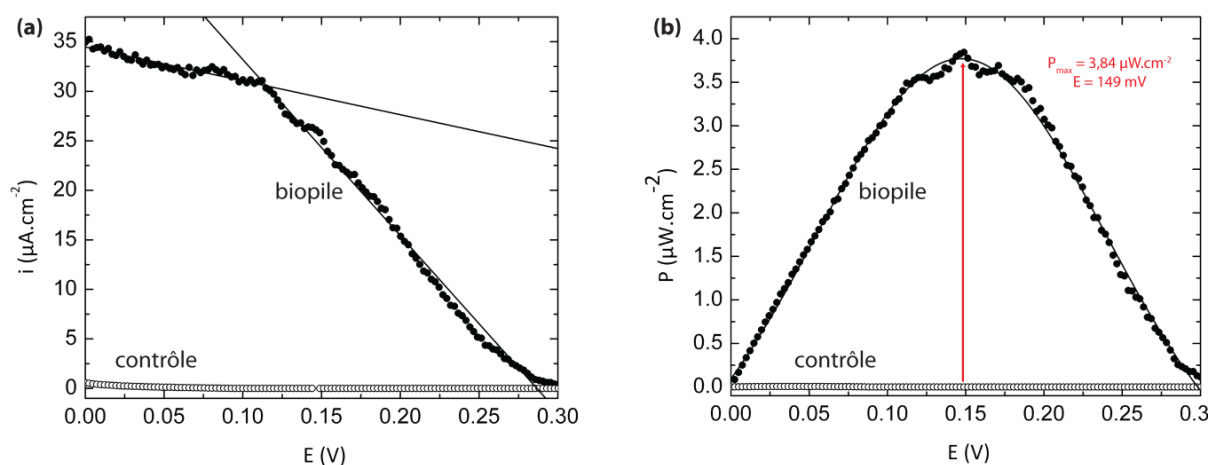 (a)
35
30
25
20
15
10
5
0
i (μA.cm-2)
biopile
contrôle
0.00
0.05
0.10
0.15
0.20
0.25
0.30
E (V)
(b)
4.0
3.5
3.0
2.5
2.0
1.5
1.0
0.5
0.0
P (μW.cm-2)
Pmax = 3,84 μW.cm-2
E = 149 mV
biopile
contrôle
0.00
0.05
0.10
0.15
0.20
0.25
0.3
E (V)